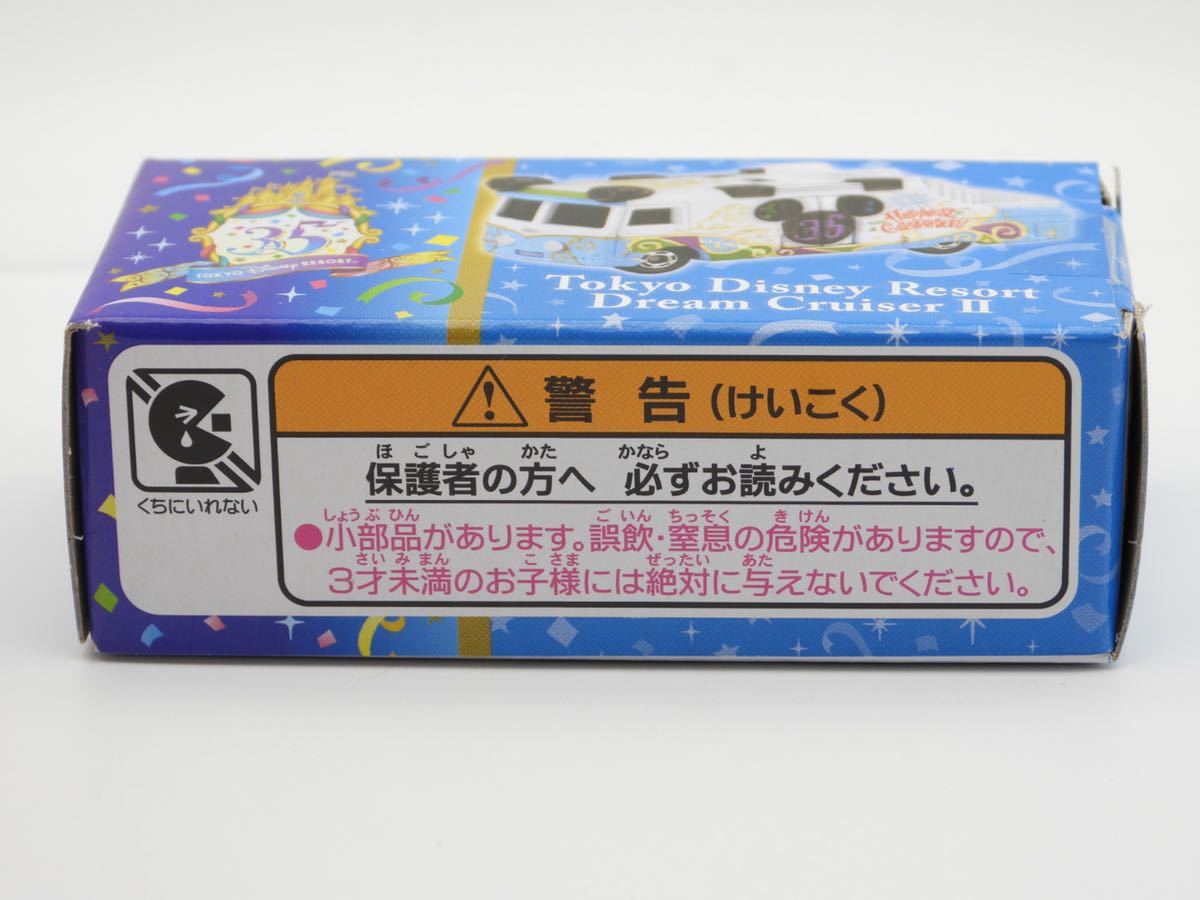 35
TOKYO Disney RESORT
35
HAPPIEST
CELEBRATION!
Tokyo Disney Resort
Dream Cruiser II
くちにいれない
警告(けいこく)
ほごしゃ かた かなら よ
保護者の方へ 必ずお読みください。
しょうぶひん ごいん ちっそく きけん
●小部品があります。誤飲・窒息の危険がありますので、
さいみまん こさま ぜったい あた
3才未満のお子様には絶対に与えないでください。